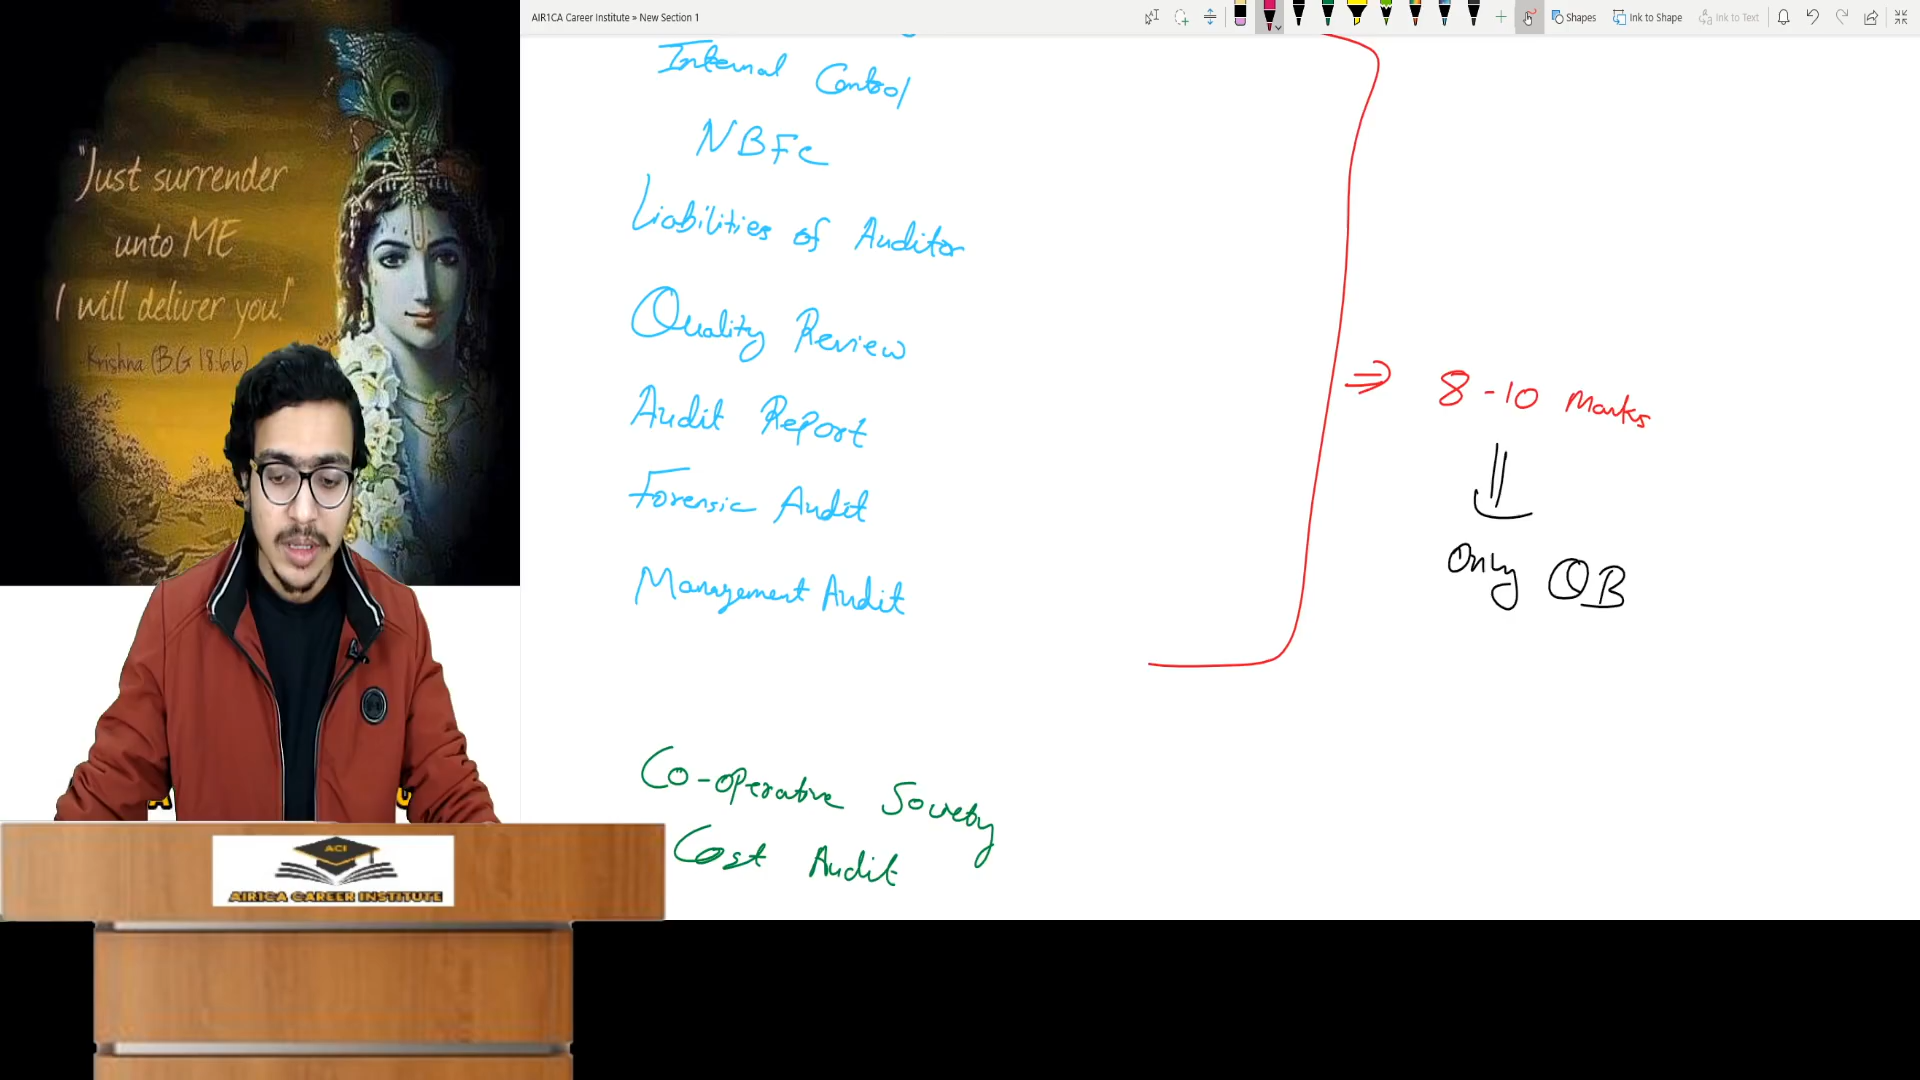 AIR1CA Career Institute » New Section 1
Shapes
Ink to Shape
Ink to Text
Internal Control
NBFC
Liabilities of Auditor
Quality Review
Audit Report
Forensic Audit
Management Audit
⇒ 8-10 Marks
Only QB
Co-operative Society
Cost Audit
"Just surrender
unto ME
I will deliver you!"
-Krishna (B.G 18.66)
ACI
AIR1CA CAREER INSTITUTE